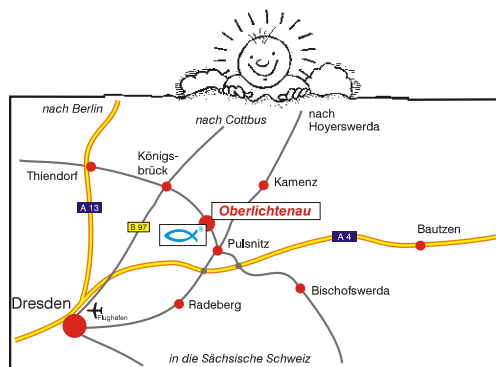 nach Berlin
nach Cottbus
nach
Hoyerswerda
Königs-
brück
Thiendorf
Kamenz
A 13
Oberlichtenau
B 97
®
A 4
Bautzen
Pulsnitz
Dresden
Flughafen
Radeberg
Bischofswerda
in die Sächsische Schweiz